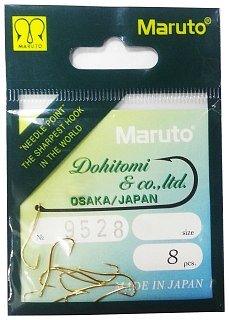 MARUTO
Maruto®
"NEEDLE POINT"
THE SHARPEST HOOK
IN THE WORLD
Maruto®
Dohitomi
& co., ltd.
OSAKA/JAPAN
№ 9528 size
8 pcs.
MADE IN JAPAN